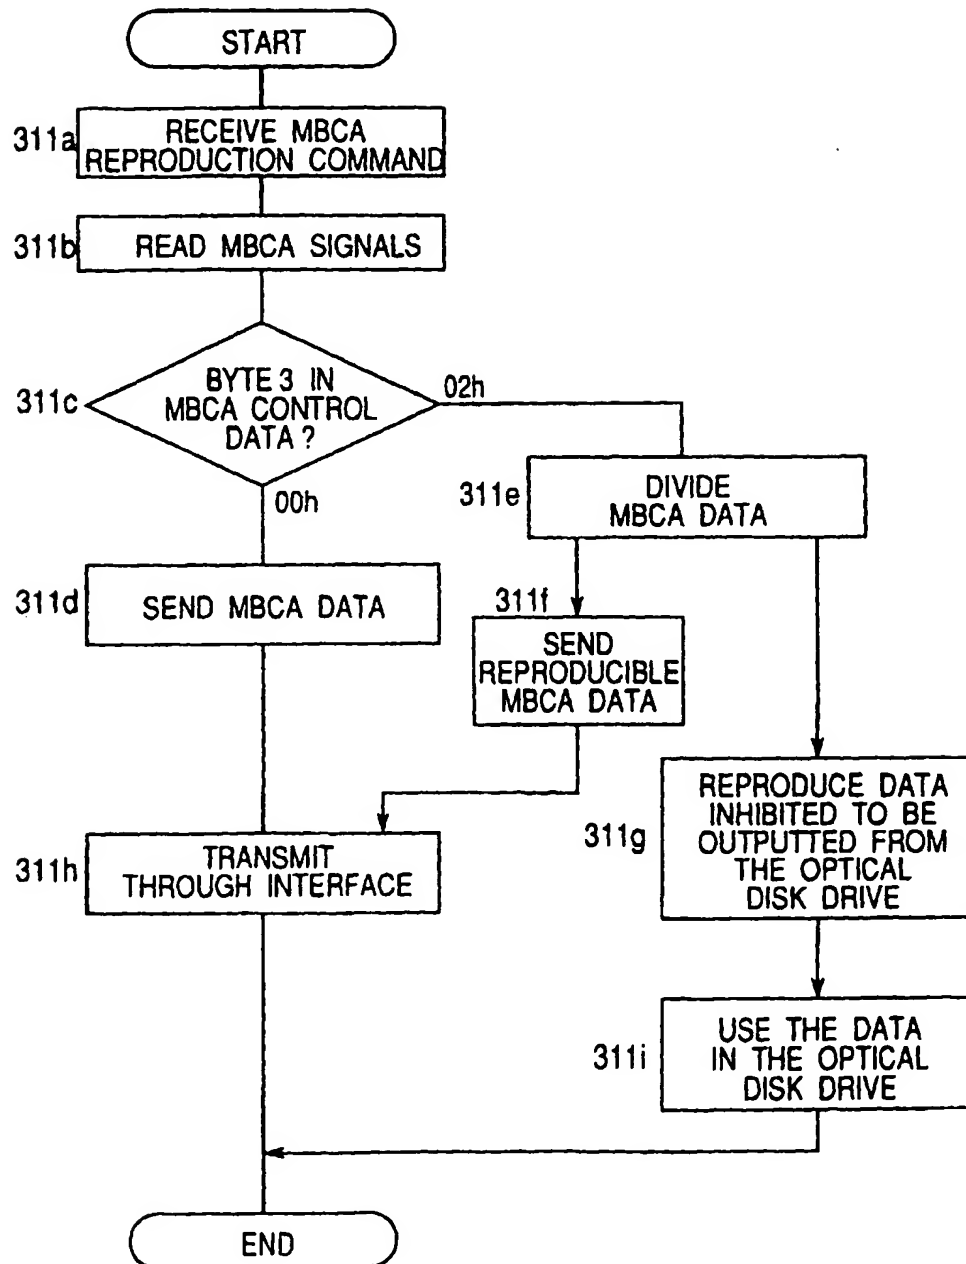 START
311a
RECEIVE MBCA
REPRODUCTION COMMAND
311b
READ MBCA SIGNALS
311c
BYTE 3 IN
MBCA CONTROL
DATA ?
02h
00h
311e
DIVIDE
MBCA DATA
311d
SEND MBCA DATA
311f
SEND
REPRODUCIBLE
MBCA DATA
311g
REPRODUCE DATA
INHIBITED TO BE
OUTPUTTED FROM
THE OPTICAL
DISK DRIVE
311h
TRANSMIT
THROUGH INTERFACE
311i
USE THE DATA
IN THE OPTICAL
DISK DRIVE
END